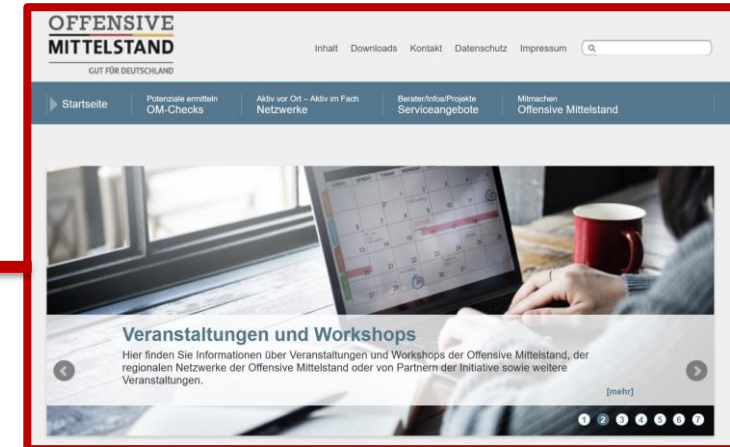 OFFENSIVE
MITTELSTAND
GUT FÜR DEUTSCHLAND
Inhalt Downloads Kontakt Datenschutz Impressum
Startseite
Potenziale ermitteln
OM-Checks
Aktiv vor Ort – Aktiv im Fach
Netzwerke
Berater/Infos/Projekte
Serviceangebote
Mitmachen
Offensive Mittelstand
Veranstaltungen und Workshops
Hier finden Sie Informationen über Veranstaltungen und Workshops der Offensive Mittelstand, der
regionalen Netzwerke der Offensive Mittelstand oder von Partnern der Initiative sowie weitere
Veranstaltungen.
[mehr]
1 2 3 4 5 6 7